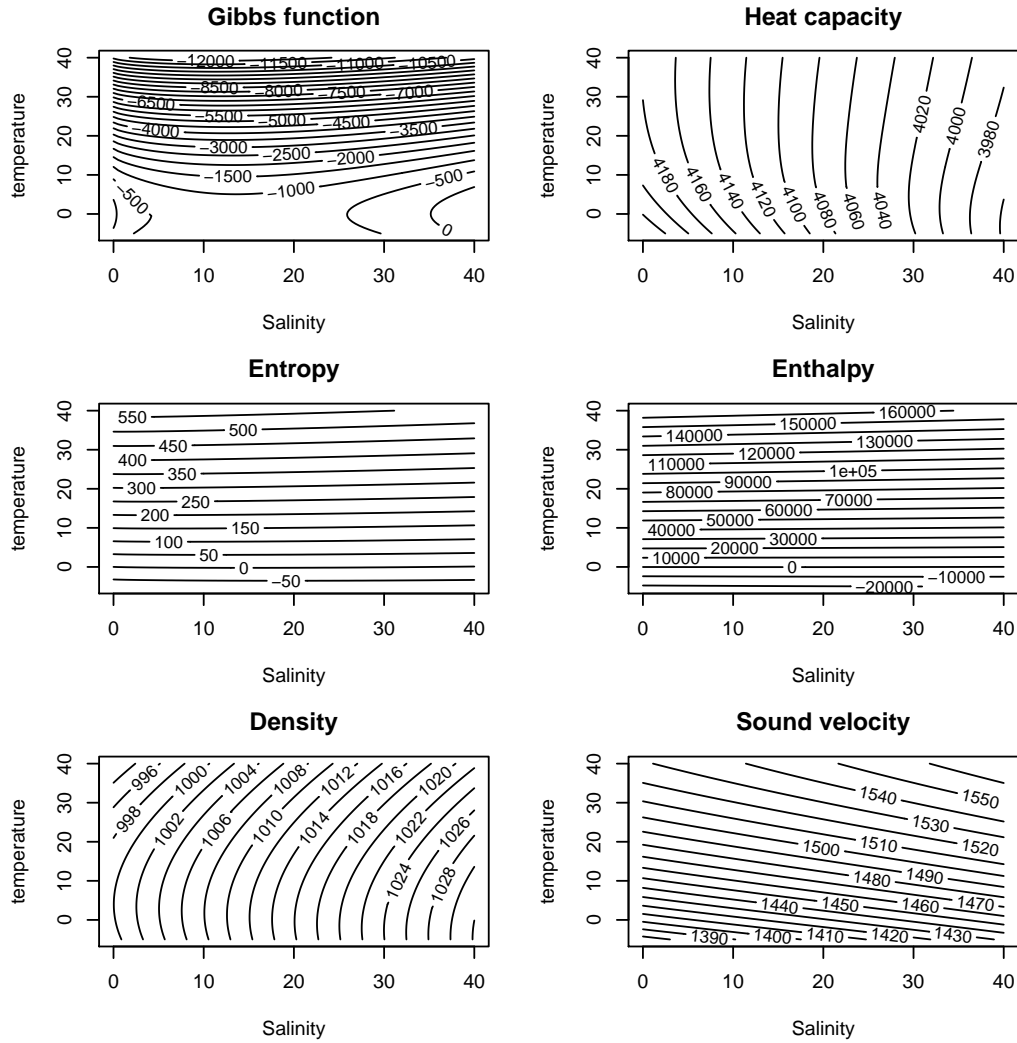 Gibbs function
temperature
40
30
20
10
0
−12000 −11500 −11000 −10500
−8500 −8000 −7500 −7000
−6500 −5500 −5000 −4500
−4000 −3500
−3000 −2500 −2000
−1500 −1000 −500
−500 0
0 10 20 30 40
Salinity
Heat capacity
temperature
40
30
20
10
0
4180 4160 4140 4120 4100 4080 4060 4040 4020 4000 3980
0 10 20 30 40
Salinity
Entropy
temperature
40
30
20
10
0
550
500
450
400
350
300
250
200
150
100
50
0
−50
0 10 20 30 40
Salinity
Enthalpy
temperature
40
30
20
10
0
160000
150000
140000
130000
120000
110000
1e+05
90000
80000
70000
60000
50000
40000
30000
20000
10000
0
−10000
−20000
0 10 20 30 40
Salinity
Density
temperature
40
30
20
10
0
996 1000 1004 1008 1012 1016 1020
998 1002 1006 1010 1014 1018 1022 1026
1024 1028
0 10 20 30 40
Salinity
Sound velocity
temperature
40
30
20
10
0
1540 1550
1530
1500 1510 1520
1480 1490
1440 1450 1460 1470
1390 1400 1410 1420 1430
0 10 20 30 40
Salinity